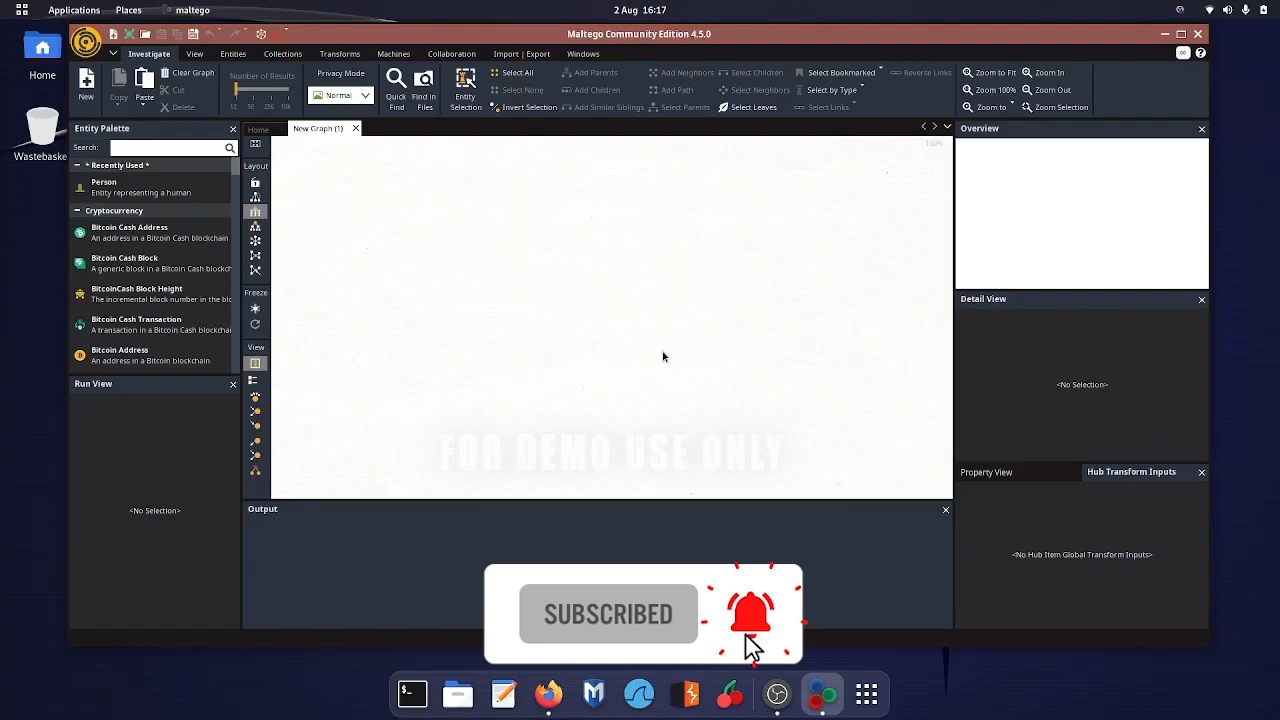 Applications Places maltego
2 Aug 16:17
Home
Wastebaske
Maltego Community Edition 4.5.0
Investigate View Entities Collections Transforms Machines Collaboration Import | Export Windows
New
Copy
Paste
Clear Graph
Cut
Delete
Number of Results
12 50 256 10k
Privacy Mode
Normal
Quick Find
Find in Files
Entity Selection
Select All
Select None
Invert Selection
Add Parents
Add Children
Add Similar Siblings
Add Neighbors
Add Path
Select Parents
Select Children
Select Neighbors
Select Leaves
Select Bookmarked
Select by Type
Select Links
Reverse Links
Zoom to Fit
Zoom 100%
Zoom to
Zoom In
Zoom Out
Zoom Selection
Entity Palette
Search:
* Recently Used *
Person
Entity representing a human
Cryptocurrency
Bitcoin Cash Address
An address in a Bitcoin Cash blockchain
Bitcoin Cash Block
A generic block in a Bitcoin Cash blockch
BitcoinCash Block Height
The incremental block number in the blo
Bitcoin Cash Transaction
A transaction in a Bitcoin Cash blockchai
Bitcoin Address
An address in a Bitcoin blockchain
Run View
<No Selection>
Home
New Graph (1)
Layout
Freeze
View
100%
FOR DEMO USE ONLY
Output
Overview
Detail View
<No Selection>
Property View
Hub Transform Inputs
<No Hub Item Global Transform Inputs>
SUBSCRIBED